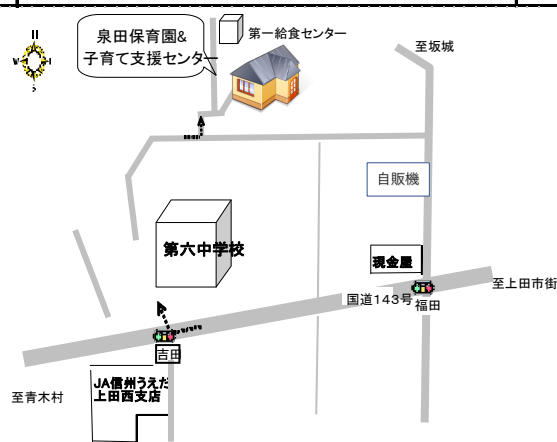 泉田保育園&
子育て支援センター
第一給食センター
至坂城
N
W
E
S
自販機
第六中学校
現金屋
至上田市街
国道143号
福田
吉田
JA信州うえだ
上田西支店
至青木村